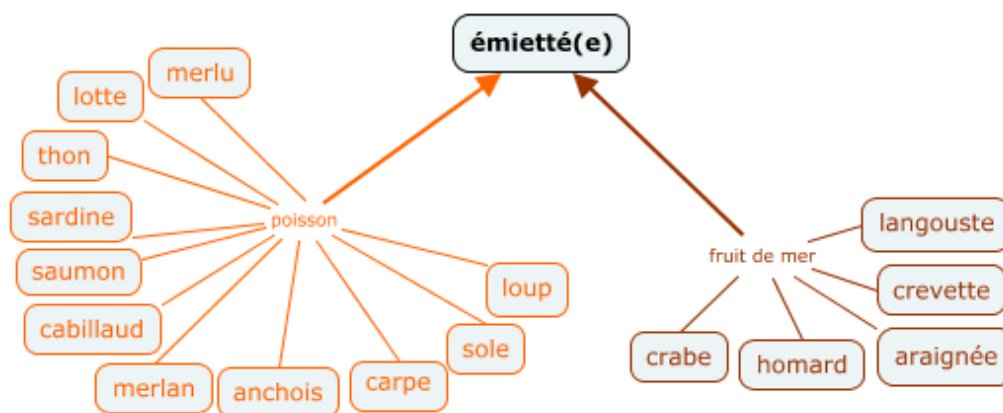 émietté(e)
merlu
lotte
thon
sardine
saumon
cabillaud
merlan
anchois
carpe
sole
loup
poisson
fruit de mer
langouste
crevette
araignée
homard
crabe